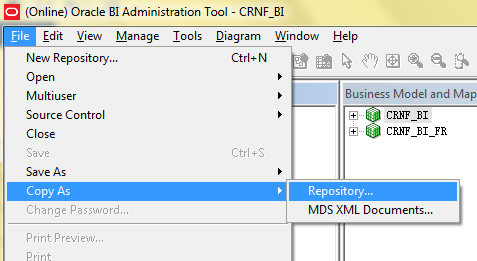 (Online) Oracle BI Administration Tool - CRNF_BI
File Edit View Manage Tools Diagram Window Help
New Repository... Ctrl+N
Open
Multiuser
Source Control
Close
Save Ctrl+S
Save As
Copy As
Change Password...
Print Preview...
Print
Repository...
MDS XML Documents...
Business Model and Map
CRNF_BI
CRNF_BI_FR